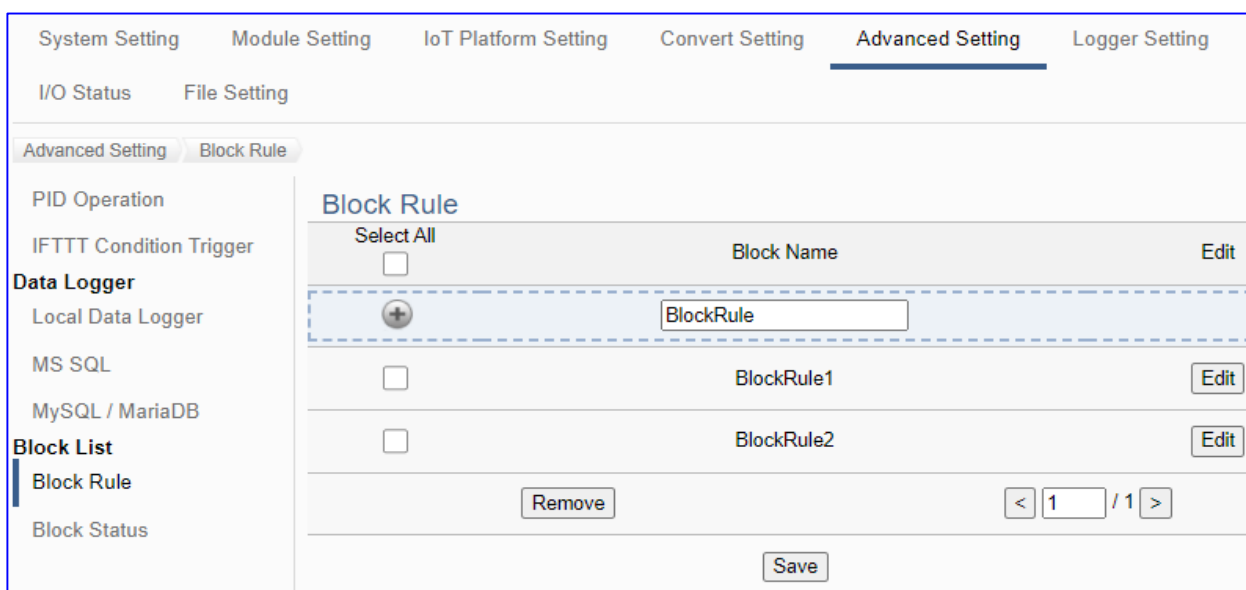 System Setting Module Setting IoT Platform Setting Convert Setting Advanced Setting Logger Setting
I/O Status File Setting
Advanced Setting Block Rule
PID Operation
IFTTT Condition Trigger
Data Logger
Local Data Logger
MS SQL
MySQL / MariaDB
Block List
Block Rule
Block Status
Block Rule
Select All Block Name Edit
BlockRule
BlockRule1 Edit
BlockRule2 Edit
Remove < 1 / 1 >
Save